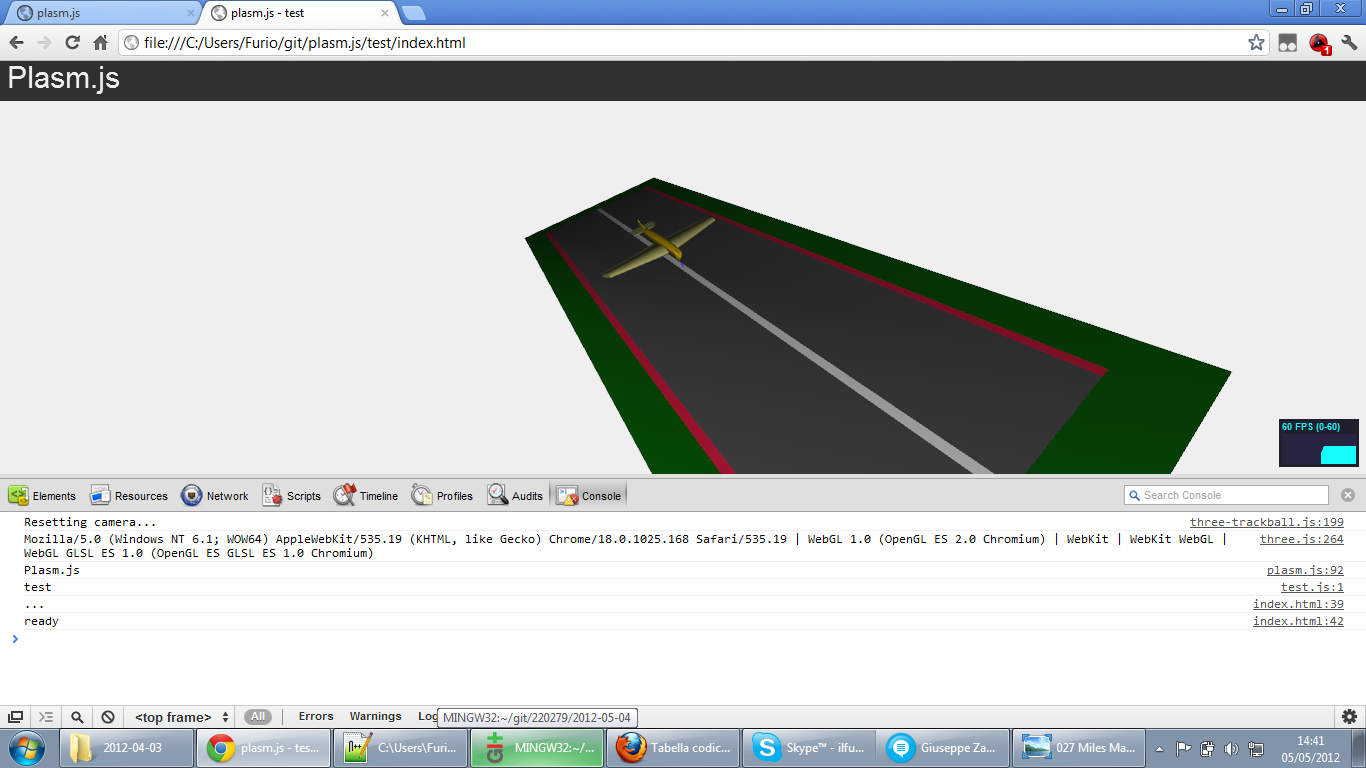 plasm.js
plasm.js - test
file:///C:/Users/Furio/git/plasm.js/test/index.html
1
Plasm.js
60 FPS (0-60)
Elements Resources Network Scripts Timeline Profiles Audits Console Search Console
Resetting camera... three-trackball.js:199
Mozilla/5.0 (Windows NT 6.1; WOW64) AppleWebKit/535.19 (KHTML, like Gecko) Chrome/18.0.1025.168 Safari/535.19 | WebGL 1.0 (OpenGL ES 2.0 Chromium) | WebKit | WebKit WebGL | three.js:264
WebGL GLSL ES 1.0 (OpenGL ES GLSL ES 1.0 Chromium)
Plasm.js plasm.js:92
test test.js:1
... index.html:39
ready index.html:42
<top frame> All Errors Warnings Log
MINGW32:~/git/220279/2012-05-04
2012-04-03 plasm.js - tes... C:\Users\Furi... MINGW32:~/... Tabella codic... Skype™ - ilfu... Giuseppe Za... 027 Miles Ma... 14:41
05/05/2012